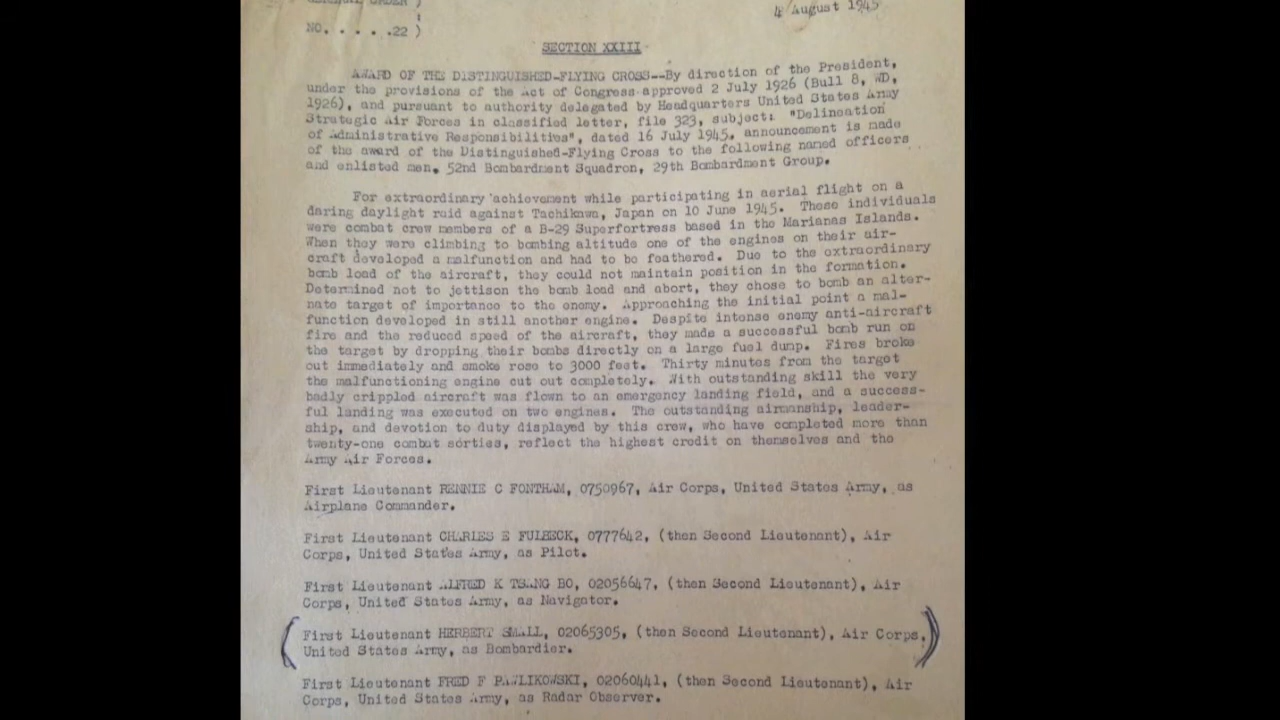 GENERAL ORDER )
:
NO. . . . .22 )
4 August 1945
SECTION XXIII
AWARD OF THE DISTINGUISHED-FLYING CROSS--By direction of the President,
under the provisions of the Act of Congress approved 2 July 1926 (Bull 8, WD,
1926), and pursuant to authority delegated by Headquarters United States Army
Strategic Air Forces in classified letter, file 323, subject: "Delineation
of Administrative Responsibilities", dated 16 July 1945, announcement is made
of the award of the Distinguished-Flying Cross to the following named officers
and enlisted men, 52nd Bombardment Squadron, 29th Bombardment Group.
For extraordinary achievement while participating in aerial flight on a
daring daylight raid against Tachikawa, Japan on 10 June 1945. These individuals
were combat crew members of a B-29 Superfortress based in the Marianas Islands.
When they were climbing to bombing altitude one of the engines on their air-
craft developed a malfunction and had to be feathered. Due to the extraordinary
bomb load of the aircraft, they could not maintain position in the formation.
Determined not to jettison the bomb load and abort, they chose to bomb an alter-
nate target of importance to the enemy. Approaching the initial point a mal-
function developed in still another engine. Despite intense enemy anti-aircraft
fire and the reduced speed of the aircraft, they made a successful bomb run on
the target by dropping their bombs directly on a large fuel dump. Fires broke
out immediately and smoke rose to 3000 feet. Thirty minutes from the target
the malfunctioning engine cut out completely. With outstanding skill the very
badly crippled aircraft was flown to an emergency landing field, and a success-
ful landing was executed on two engines. The outstanding airmanship, leader-
ship, and devotion to duty displayed by this crew, who have completed more than
twenty-one combat sorties, reflect the highest credit on themselves and the
Army Air Forces.
First Lieutenant RENNIE C FONTHAM, 0750967, Air Corps, United States Army, as
Airplane Commander.
First Lieutenant CHARLES E FULBECK, 0777642, (then Second Lieutenant), Air
Corps, United States Army, as Pilot.
First Lieutenant ALFRED K TSANG BO, 02056647, (then Second Lieutenant), Air
Corps, United States Army, as Navigator.
(First Lieutenant HERBERT SMALL, 02065305, (then Second Lieutenant), Air Corps,)
United States Army, as Bombardier.
First Lieutenant FRED F PAWLIKOWSKI, 02060441, (then Second Lieutenant), Air
Corps, United States Army, as Radar Observer.